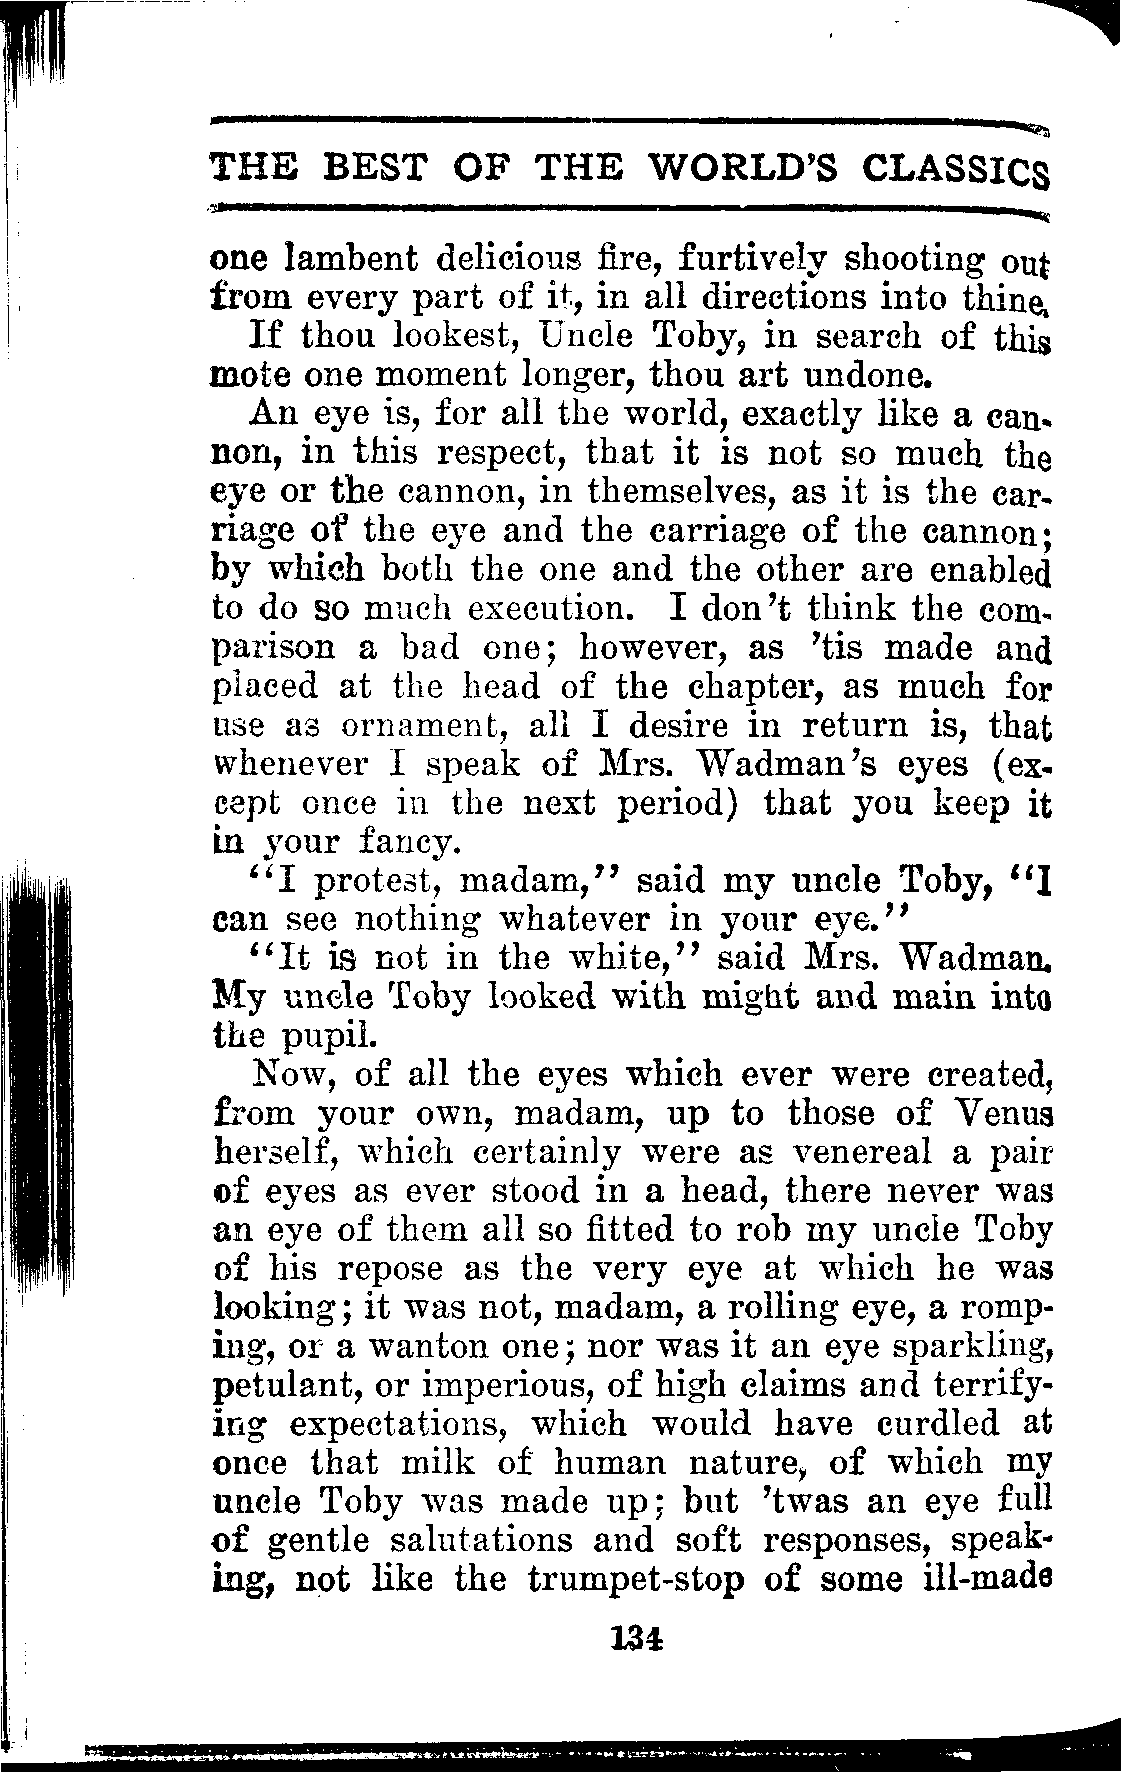 THE BEST OF THE WORLD'S CLASSICS
one lambent delicious fire, furtively shooting out
from every part of it, in all directions into thine.
If thou lookest, Uncle Toby, in search of this
mote one moment longer, thou art undone.
An eye is, for all the world, exactly like a can-
non, in this respect, that it is not so much the
eye or the cannon, in themselves, as it is the car-
riage of the eye and the carriage of the cannon;
by which both the one and the other are enabled
to do so much execution. I don't think the com-
parison a bad one; however, as 'tis made and
placed at the head of the chapter, as much for
use as ornament, all I desire in return is, that
whenever I speak of Mrs. Wadman's eyes (ex-
cept once in the next period) that you keep it
in your fancy.
"I protest, madam," said my uncle Toby, "I
can see nothing whatever in your eye."
"It is not in the white," said Mrs. Wadman.
My uncle Toby looked with might and main into
the pupil.
Now, of all the eyes which ever were created,
from your own, madam, up to those of Venus
herself, which certainly were as venereal a pair
of eyes as ever stood in a head, there never was
an eye of them all so fitted to rob my uncle Toby
of his repose as the very eye at which he was
looking; it was not, madam, a rolling eye, a romp-
ing, or a wanton one; nor was it an eye sparkling,
petulant, or imperious, of high claims and terrify-
ing expectations, which would have curdled at
once that milk of human nature, of which my
uncle Toby was made up; but 'twas an eye full
of gentle salutations and soft responses, speak-
ing, not like the trumpet-stop of some ill-made
134